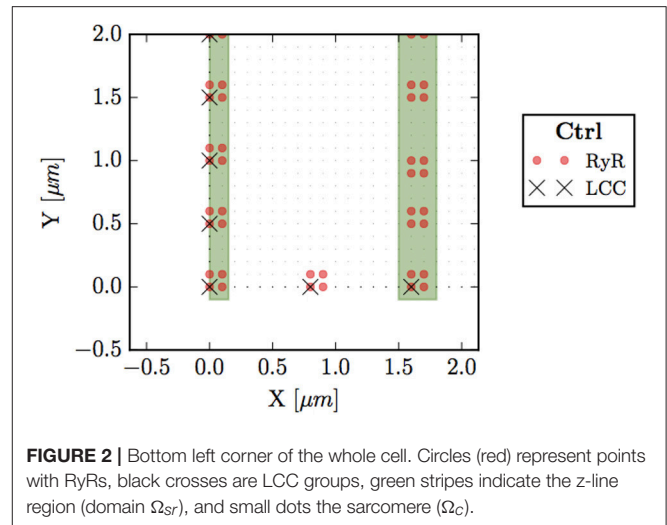 2.0
1.5
1.0
0.5
0.0
−0.5
Y [μm]
−0.5 0.0 0.5 1.0 1.5 2.0
X [μm]
Ctrl
RyR
LCC
FIGURE 2 | Bottom left corner of the whole cell. Circles (red) represent points
with RyRs, black crosses are LCC groups, green stripes indicate the z-line
region (domain Ωsr), and small dots the sarcomere (Ωc).